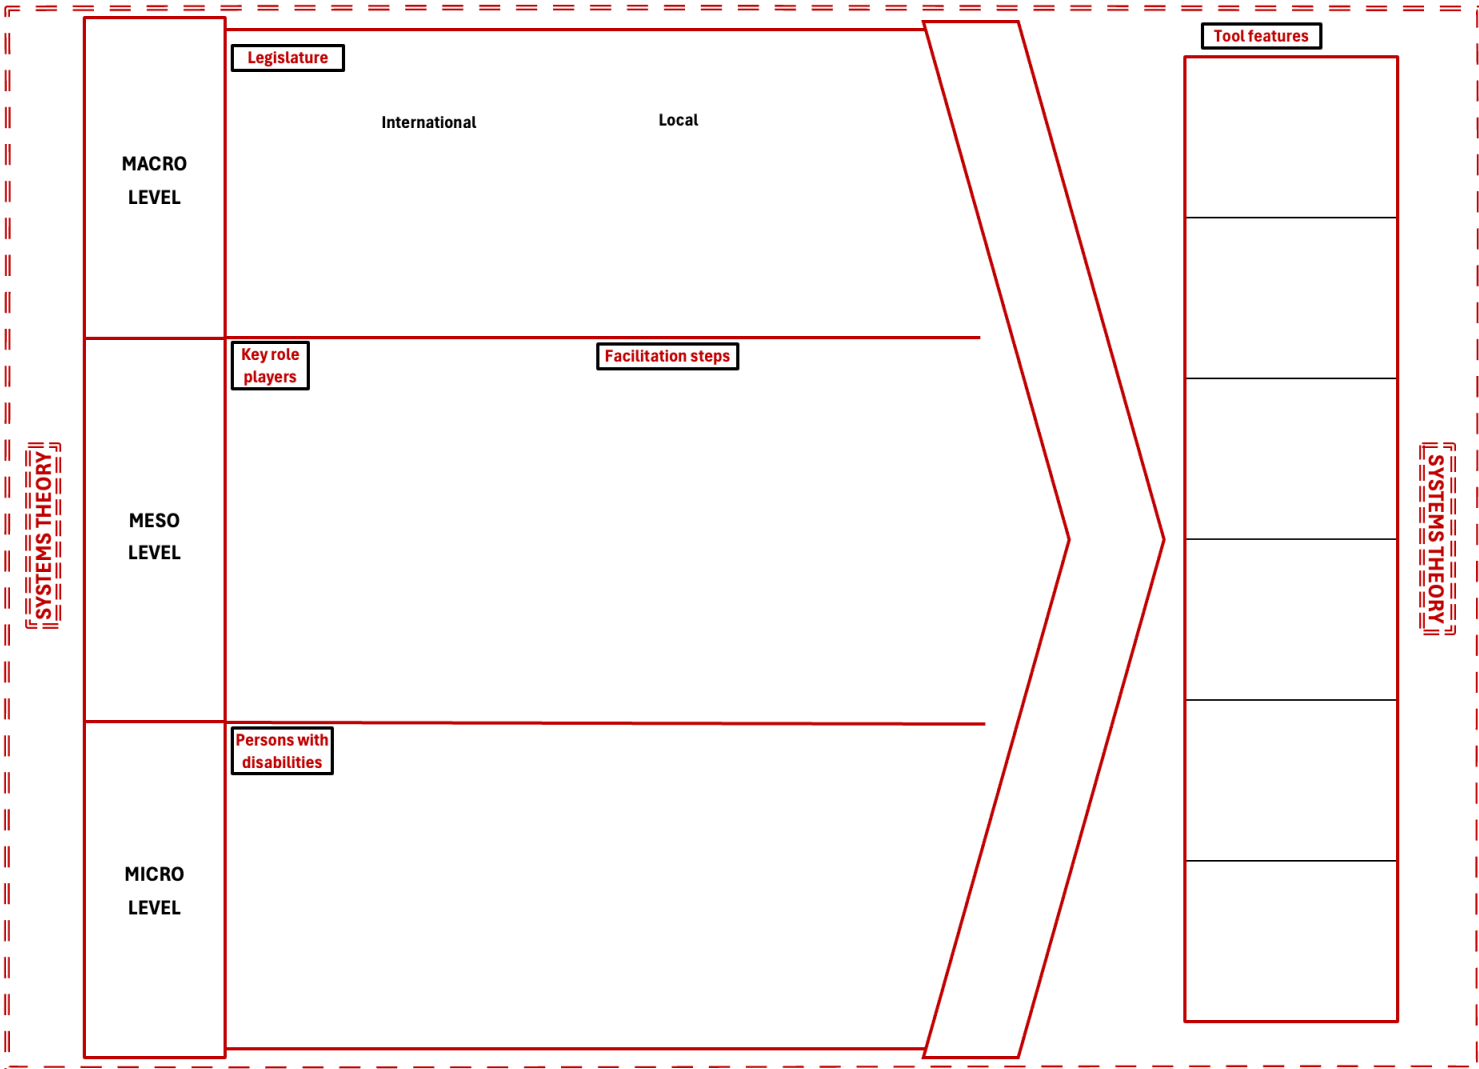 Legislature
International
Local
MACRO
LEVEL
Key role
players
Facilitation steps
MESO
LEVEL
Persons with
disabilities
MICRO
LEVEL
SYSTEMS THEORY
Tool features
SYSTEMS THEORY